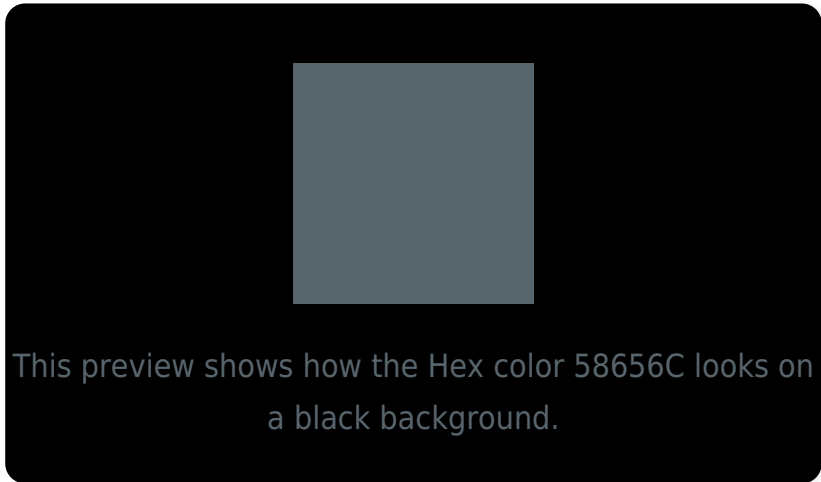 This preview shows how the Hex color 58656C looks on
a black background.